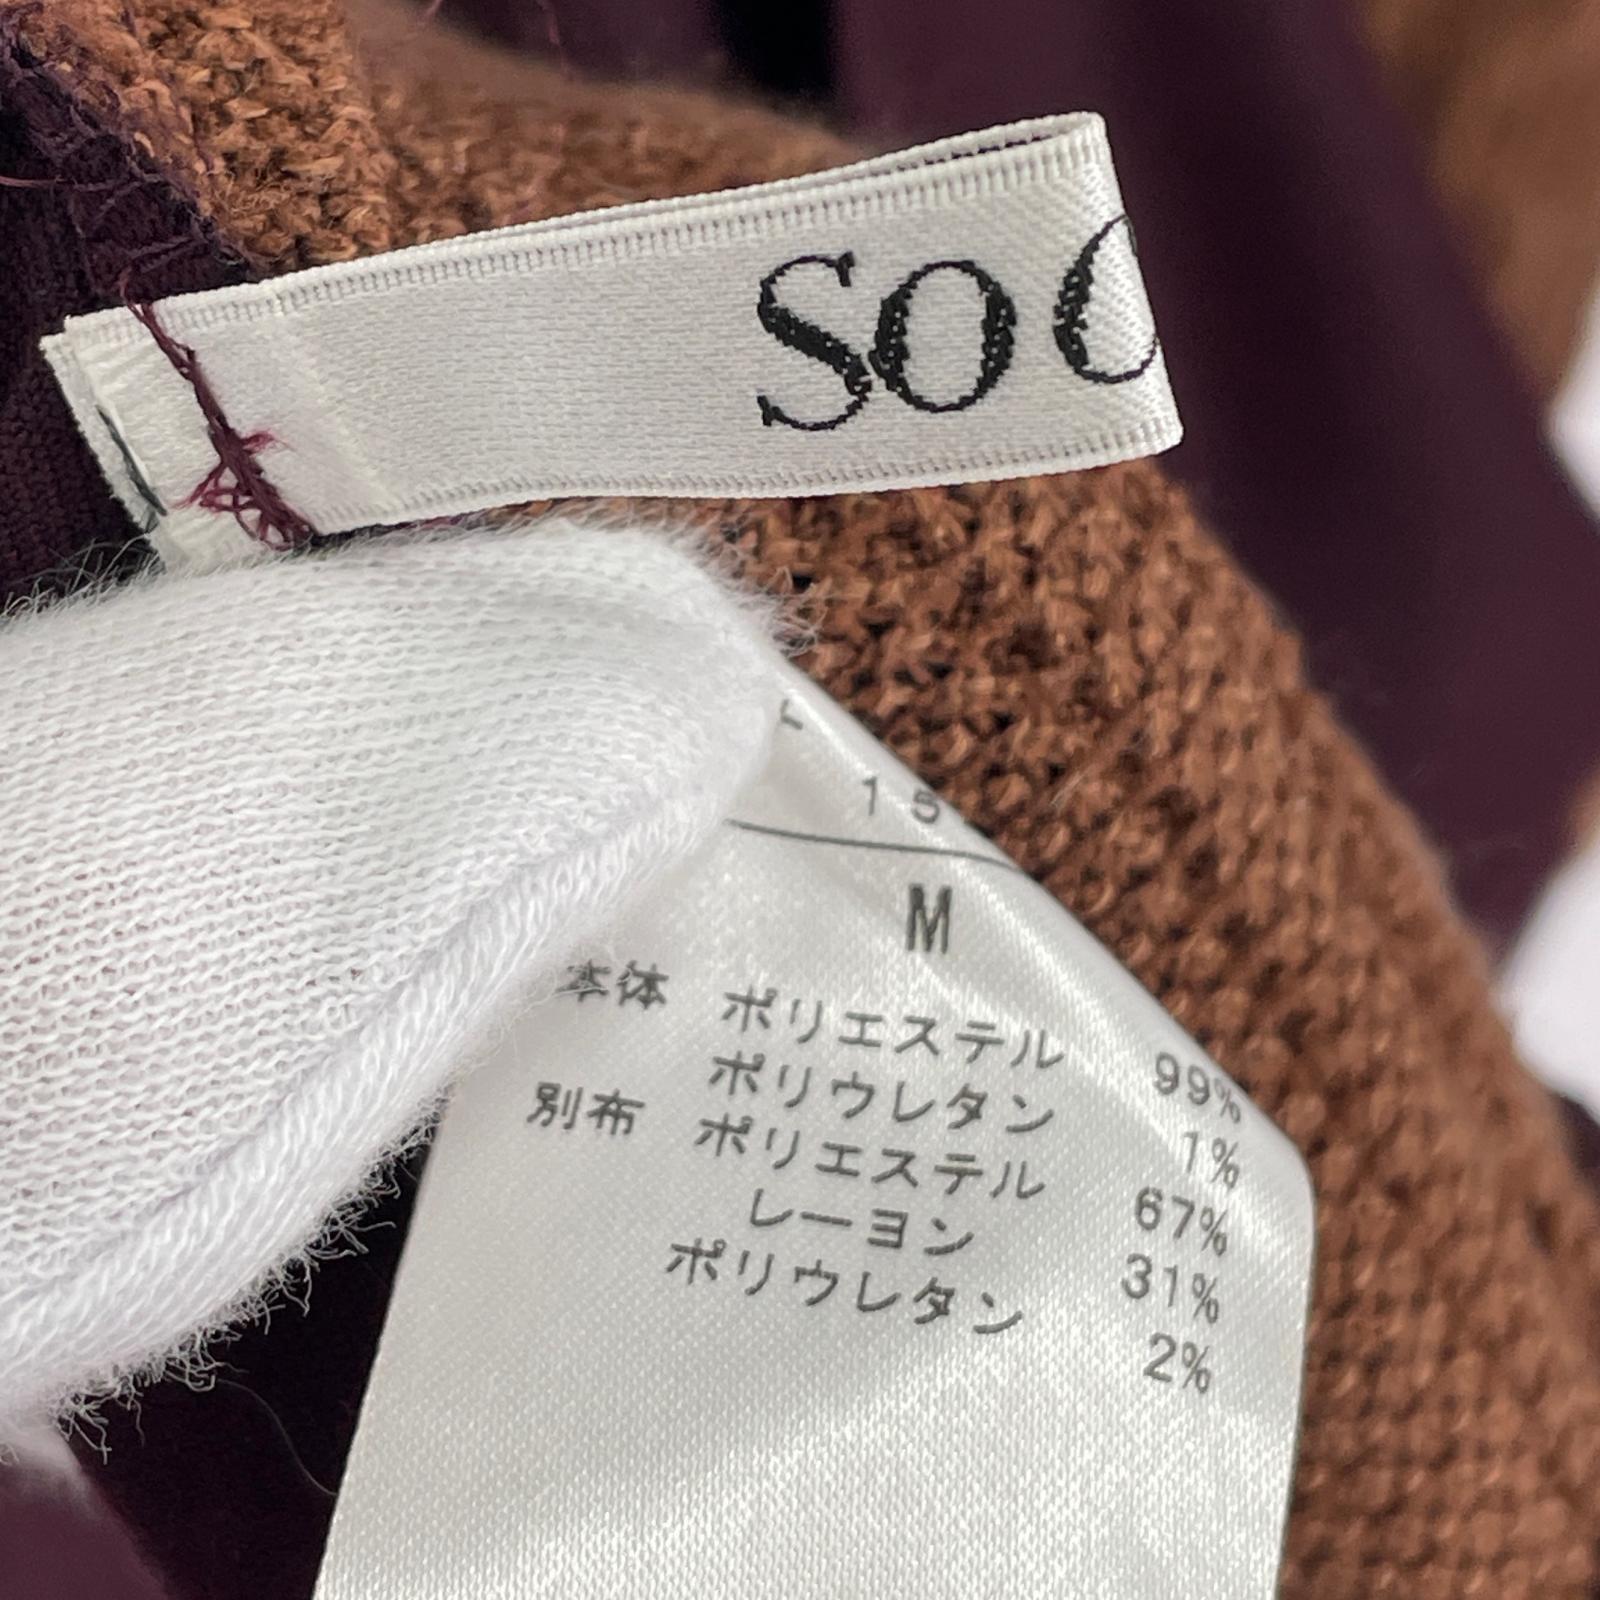 SO
15
M
本体 ポリエステル 99%
ポリウレタン 1%
別布 ポリエステル 67%
レーヨン 31%
ポリウレタン 2%